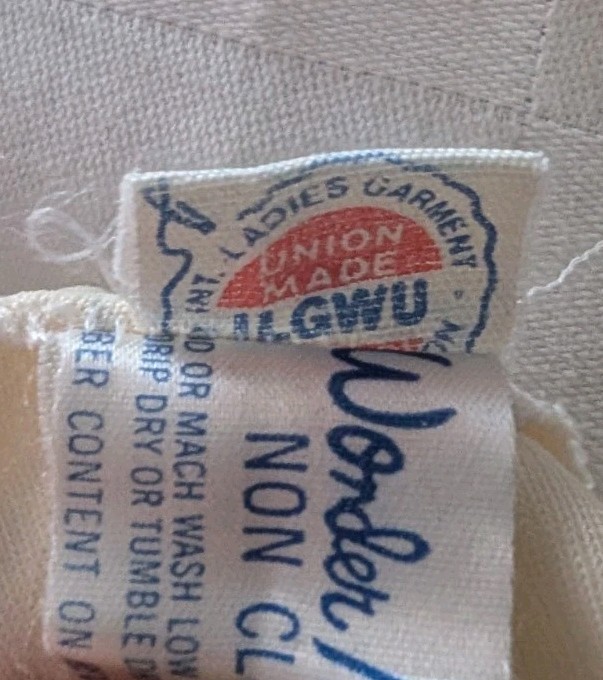 INT. LADIES GARMENT
UNION
MADE
ILGWU
Wonder
NON CL
OR MACH WASH LOW
DRIP DRY OR TUMBLE D
BER CONTENT ON